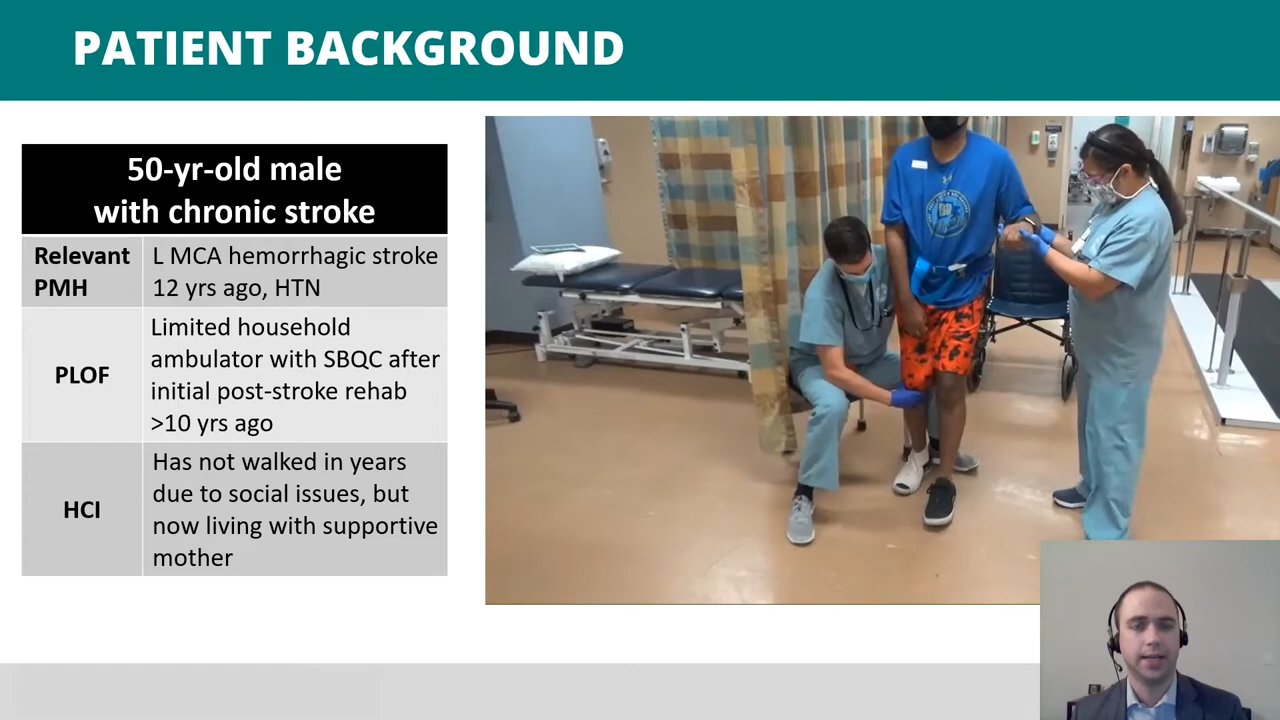 PATIENT BACKGROUND
50-yr-old male
with chronic stroke
Relevant
PMH
L MCA hemorrhagic stroke
12 yrs ago, HTN
PLOF
Limited household
ambulator with SBQC after
initial post-stroke rehab
>10 yrs ago
HCI
Has not walked in years
due to social issues, but
now living with supportive
mother